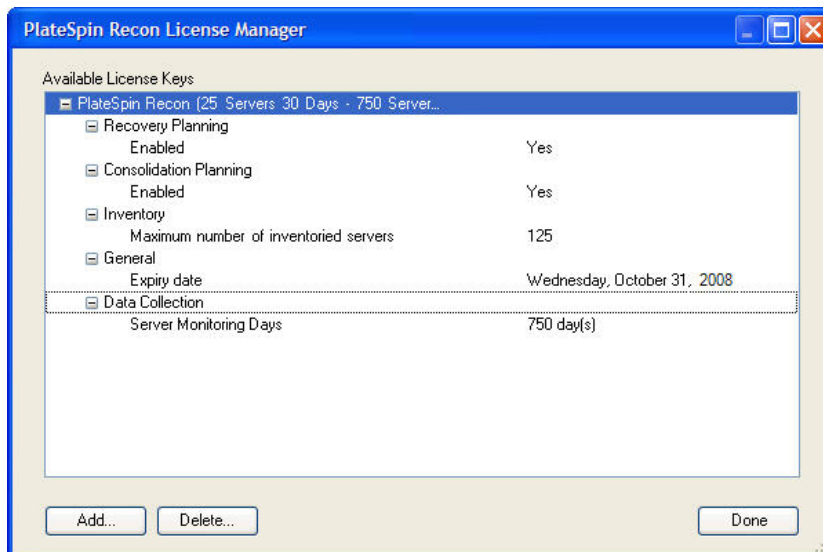 PlateSpin Recon License Manager
Available License Keys
PlateSpin Recon (25 Servers 30 Days - 750 Server...
Recovery Planning
Enabled Yes
Consolidation Planning
Enabled Yes
Inventory
Maximum number of inventoried servers 125
General
Expiry date Wednesday, October 31, 2008
Data Collection
Server Monitoring Days 750 day(s)
Add... Delete... Done